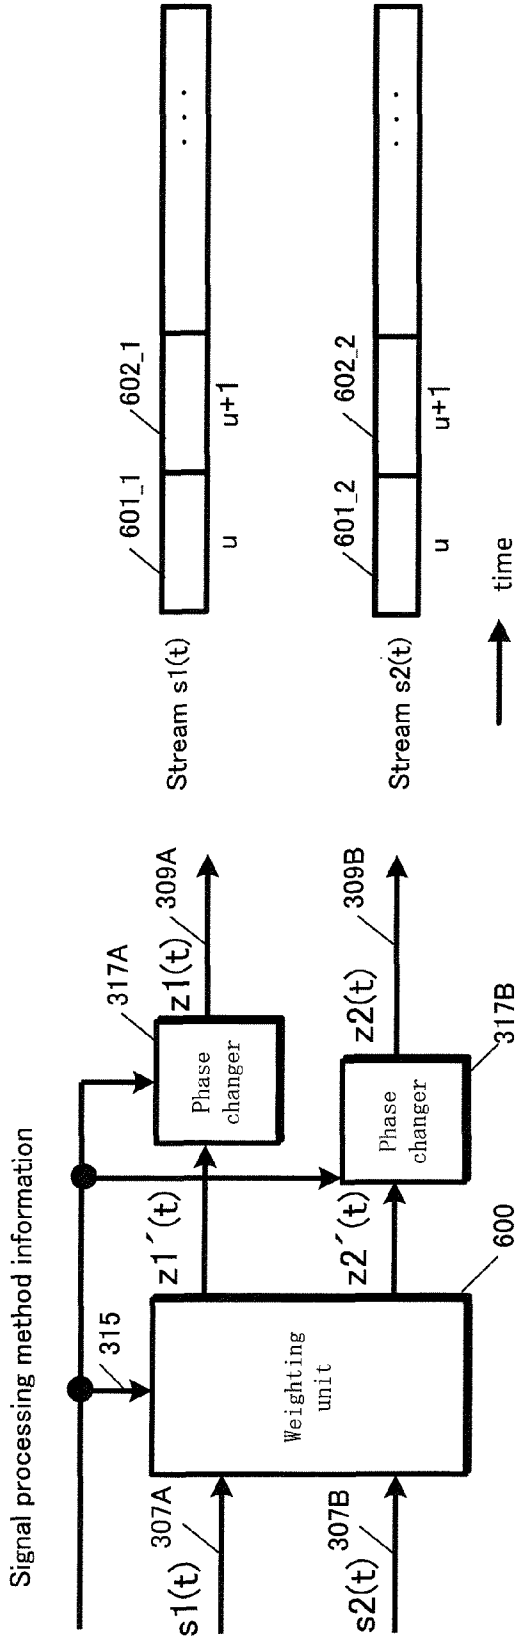 Signal processing method information
315
s1(t)
307A
s2(t)
307B
Weighting
unit
600
z1´(t)
z2´(t)
Phase
changer
317A
z1(t)
309A
Phase
changer
317B
z2(t)
309B
Stream s1(t)
601_1
602_1
. . .
u
u+1
Stream s2(t)
601_2
602_2
. . .
u
u+1
time